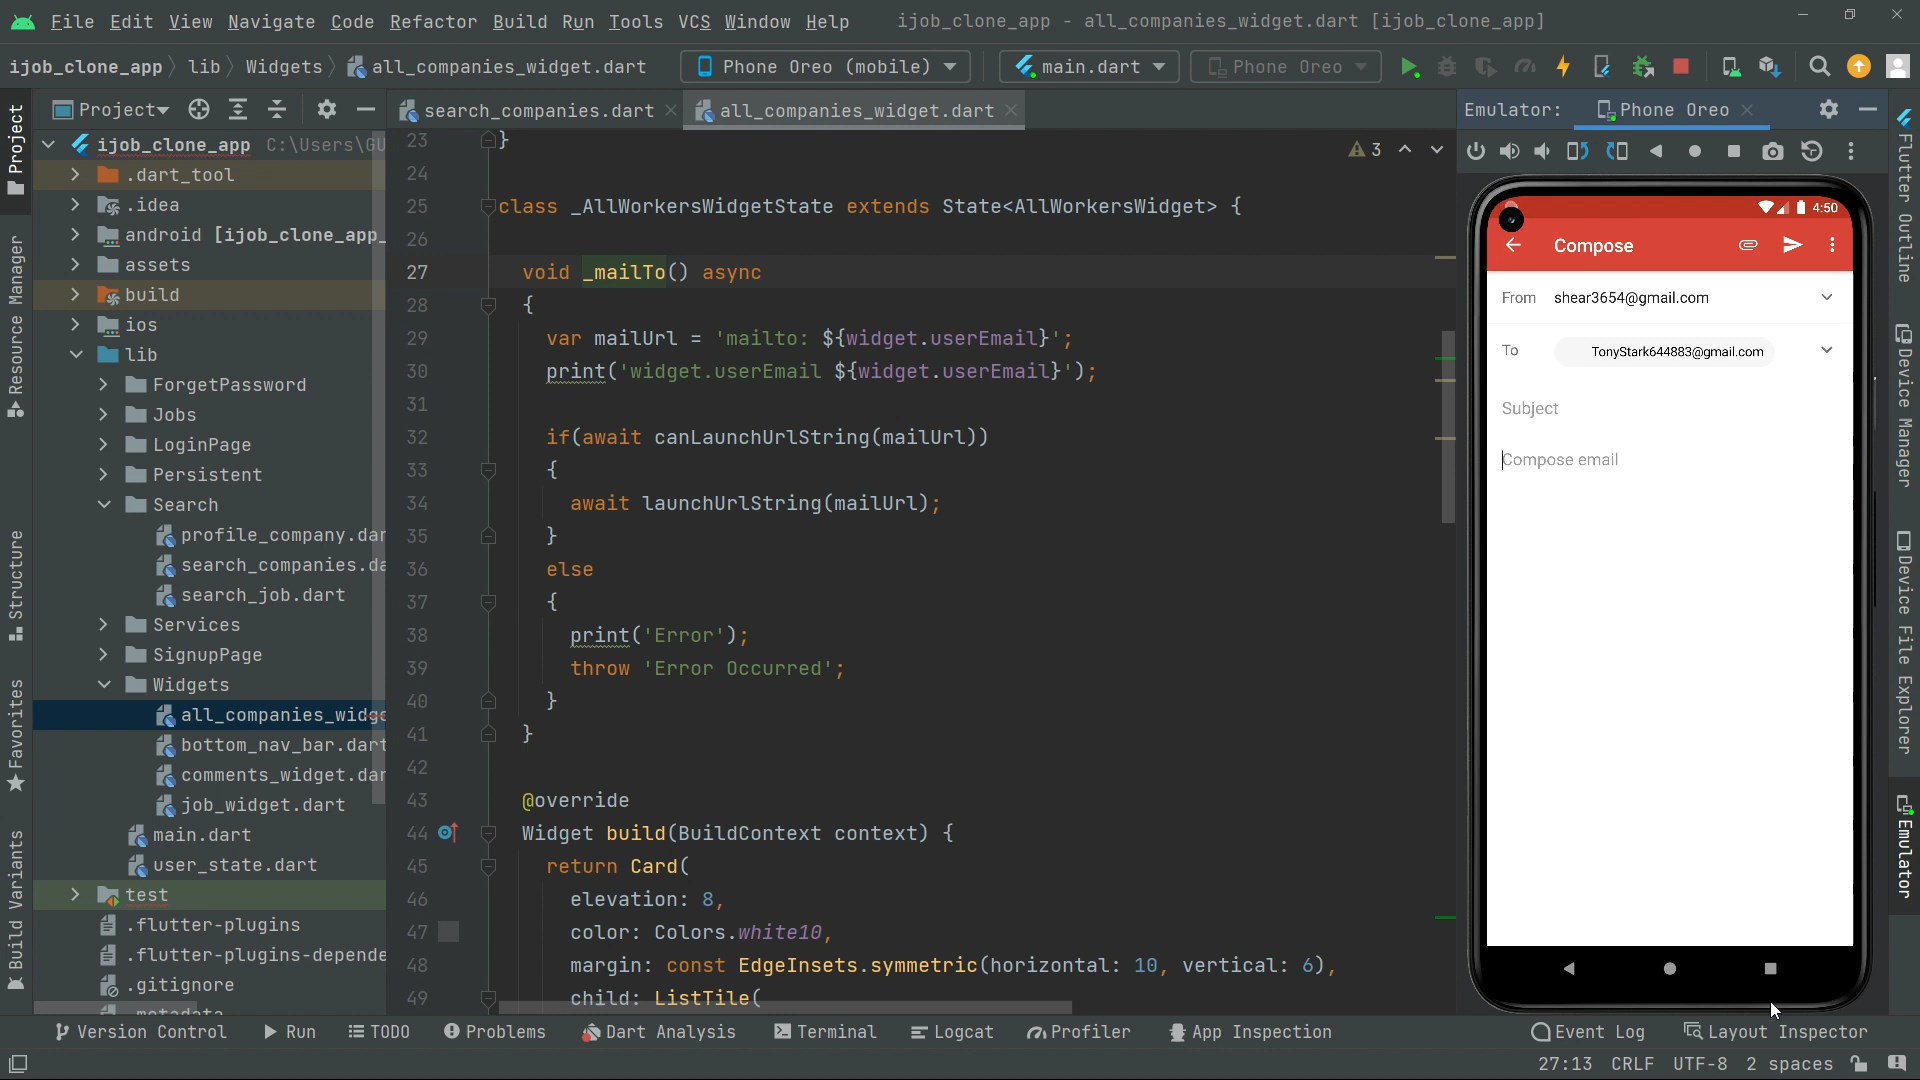 File Edit View Navigate Code Refactor Build Run Tools VCS Window Help ijob_clone_app - all_companies_widget.dart [ijob_clone_app]
ijob_clone_app lib Widgets all_companies_widget.dart Phone Oreo (mobile) main.dart Phone Oreo
Project search_companies.dart all_companies_widget.dart Emulator: Phone Oreo
ijob_clone_app C:\Users\GU
.dart_tool
.idea
android [ijob_clone_app_
assets
build
ios
lib
ForgetPassword
Jobs
LoginPage
Persistent
Search
profile_company.dar
search_companies.da
search_job.dart
Services
SignupPage
Widgets
all_companies_widge
bottom_nav_bar.dart
comments_widget.dar
job_widget.dart
main.dart
user_state.dart
test
.flutter-plugins
.flutter-plugins-depende
.gitignore
.metadata
Project
Resource Manager
Structure
Favorites
Build Variants
3
23 }
24
25 class _AllWorkersWidgetState extends State<AllWorkersWidget> {
26
27 void _mailTo() async
28 {
29 var mailUrl = 'mailto: ${widget.userEmail}';
30 print('widget.userEmail ${widget.userEmail}');
31
32 if(await canLaunchUrlString(mailUrl))
33 {
34 await launchUrlString(mailUrl);
35 }
36 else
37 {
38 print('Error');
39 throw 'Error Occurred';
40 }
41 }
42
43 @override
44 Widget build(BuildContext context) {
45 return Card(
46 elevation: 8,
47 color: Colors.white10,
48 margin: const EdgeInsets.symmetric(horizontal: 10, vertical: 6),
49 child: ListTile(
4:50
Compose
From shear3654@gmail.com
To TonyStark644883@gmail.com
Subject
Compose email
Flutter Outline
Device Manager
Device File Explorer
Emulator
Version Control Run TODO Problems Dart Analysis Terminal Logcat Profiler App Inspection Event Log Layout Inspector
27:13 CRLF UTF-8 2 spaces